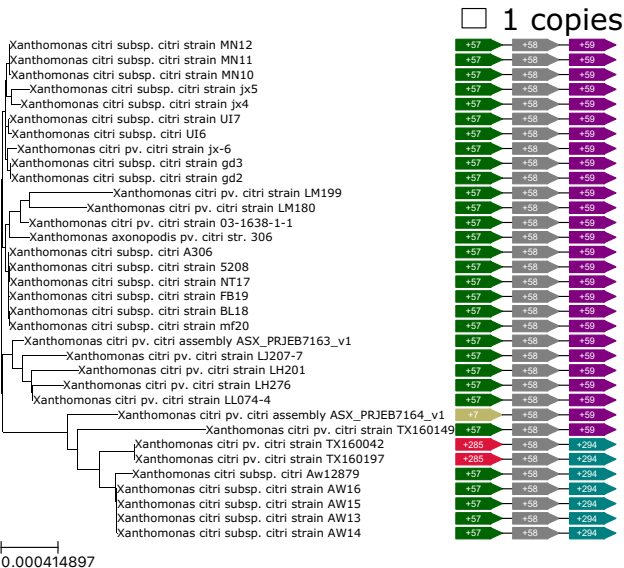 1 copies
Xanthomonas citri subsp. citri strain MN12 +57 +58 +59
Xanthomonas citri subsp. citri strain MN11 +57 +58 +59
Xanthomonas citri subsp. citri strain MN10 +57 +58 +59
Xanthomonas citri subsp. citri strain jx5 +57 +58 +59
Xanthomonas citri subsp. citri strain jx4 +57 +58 +59
Xanthomonas citri subsp. citri strain UI7 +57 +58 +59
Xanthomonas citri subsp. citri UI6 +57 +58 +59
Xanthomonas citri pv. citri strain jx-6 +57 +58 +59
Xanthomonas citri subsp. citri strain gd3 +57 +58 +59
Xanthomonas citri subsp. citri strain gd2 +57 +58 +59
Xanthomonas citri pv. citri strain LM199 +57 +58 +59
Xanthomonas citri pv. citri strain LM180 +57 +58 +59
Xanthomonas citri pv. citri strain 03-1638-1-1 +57 +58 +59
Xanthomonas axonopodis pv. citri str. 306 +57 +58 +59
Xanthomonas citri subsp. citri A306 +57 +58 +59
Xanthomonas citri subsp. citri strain 5208 +57 +58 +59
Xanthomonas citri subsp. citri strain NT17 +57 +58 +59
Xanthomonas citri subsp. citri strain FB19 +57 +58 +59
Xanthomonas citri subsp. citri strain BL18 +57 +58 +59
Xanthomonas citri subsp. citri strain mf20 +57 +58 +59
Xanthomonas citri pv. citri assembly ASX_PRJEB7163_v1 +57 +58 +59
Xanthomonas citri pv. citri strain LJ207-7 +57 +58 +59
Xanthomonas citri pv. citri strain LH201 +57 +58 +59
Xanthomonas citri pv. citri strain LH276 +57 +58 +59
Xanthomonas citri pv. citri strain LL074-4 +57 +58 +59
Xanthomonas citri pv. citri assembly ASX_PRJEB7164_v1 +7 +58 +59
Xanthomonas citri pv. citri strain TX160149 +57 +58 +59
Xanthomonas citri pv. citri strain TX160042 +285 +58 +294
Xanthomonas citri pv. citri strain TX160197 +285 +58 +294
Xanthomonas citri subsp. citri Aw12879 +57 +58 +294
Xanthomonas citri subsp. citri strain AW16 +57 +58 +294
Xanthomonas citri subsp. citri strain AW15 +57 +58 +294
Xanthomonas citri subsp. citri strain AW13 +57 +58 +294
Xanthomonas citri subsp. citri strain AW14 +57 +58 +294
0.000414897